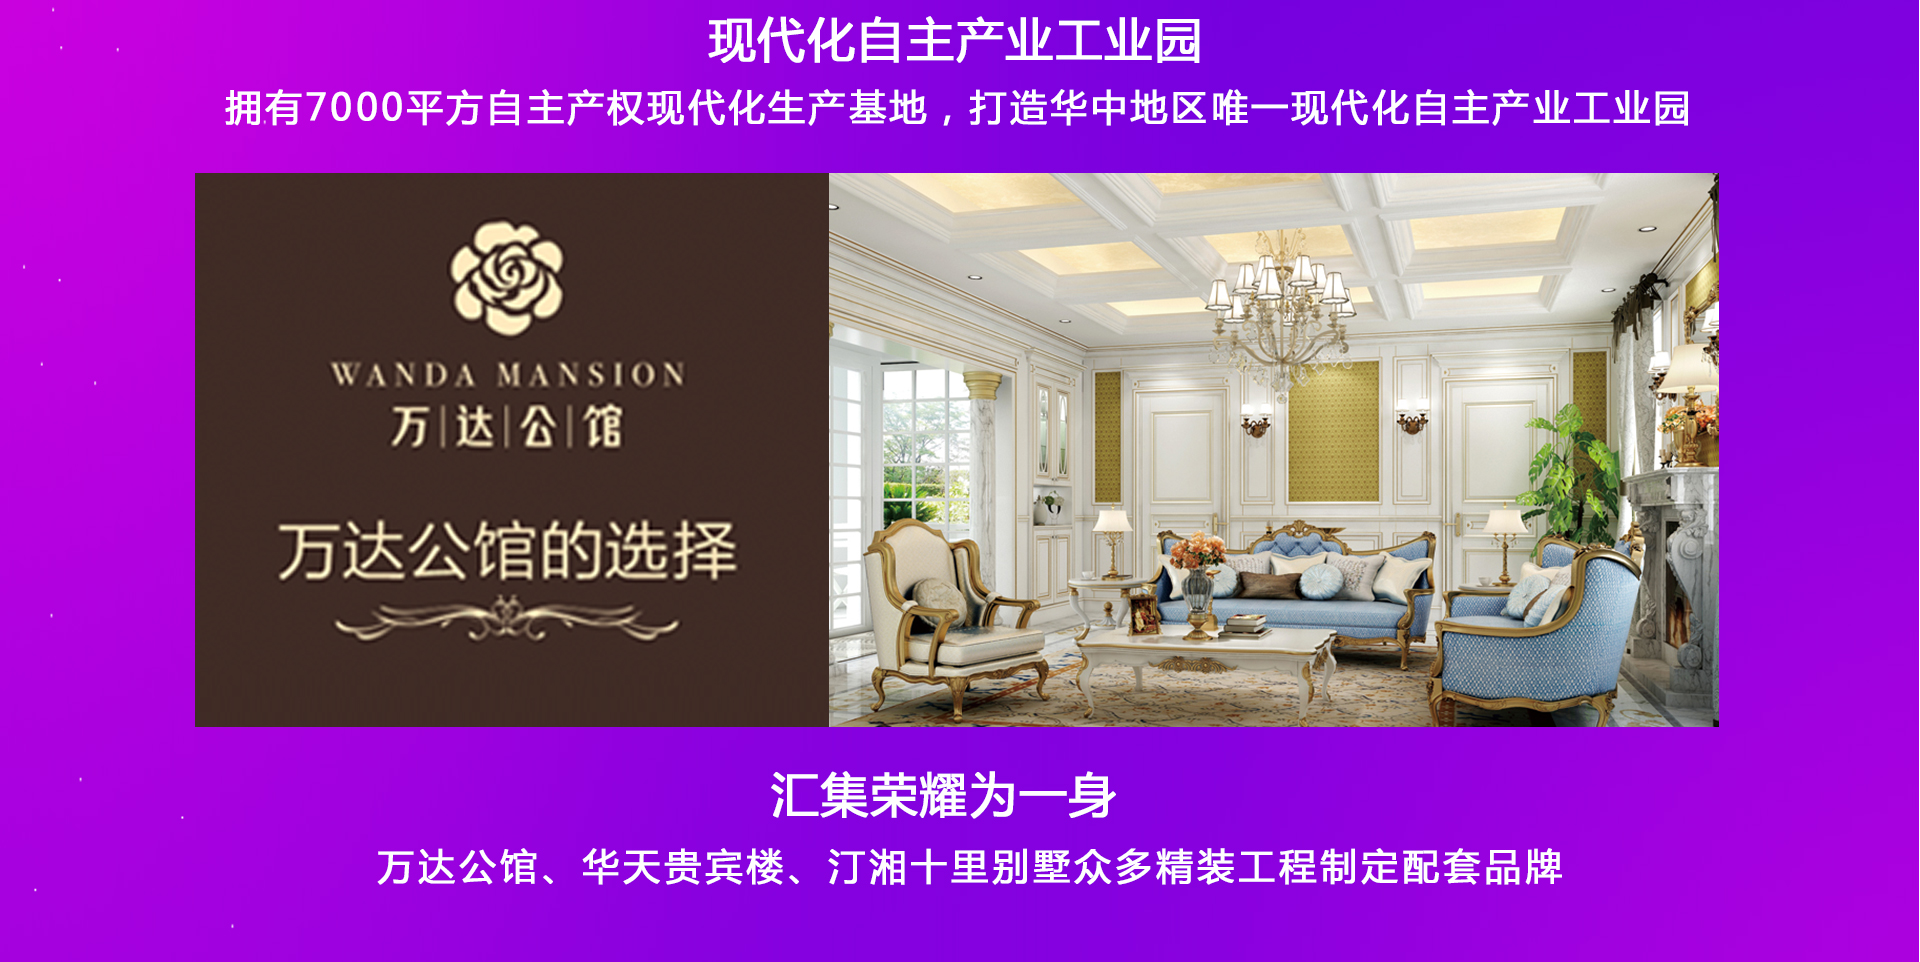 现代化自主产业工业园
拥有7000平方自主产权现代化生产基地，打造华中地区唯一现代化自主产业工业园
WANDA MANSION
万|达|公|馆
万达公馆的选择
汇集荣耀为一身
万达公馆、华天贵宾楼、汀湘十里别墅众多精装工程制定配套品牌